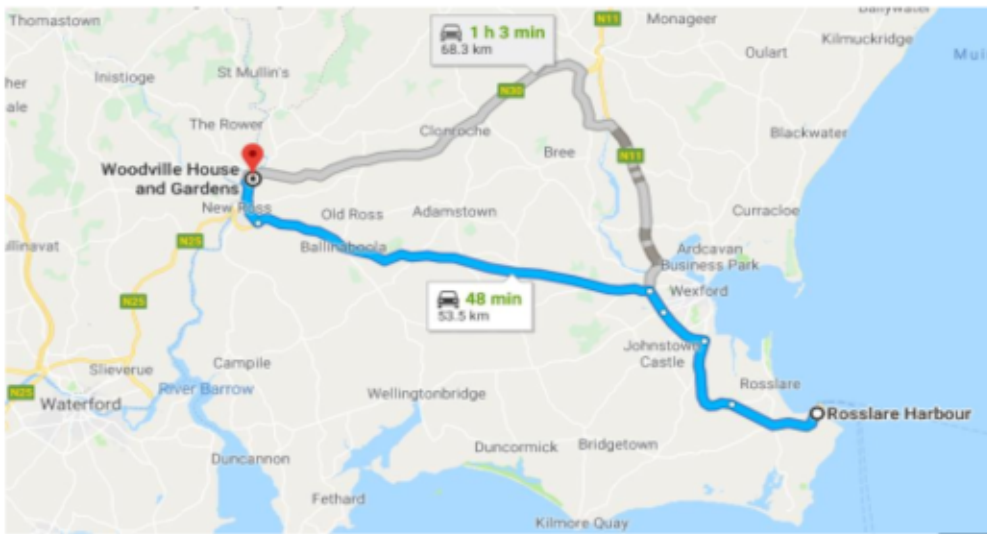 Thomastown
N11
Monageer
Ballywater
Kilmuckridge
1 h 3 min
68.3 km
Oulart
Inistioge
St Mullin's
N30
The Rower
Clonroche
Blackwater
Bree
N11
Woodville House
and Gardens
New Ross
Old Ross
Adamstown
Curracloe
N25
Ballinaboola
Ardcavan
Business Park
Wexford
48 min
53.5 km
N25
Johnstown
Castle
Slieverue
Campile
River Barrow
Rosslare
N25
Waterford
Wellingtonbridge
Rosslare Harbour
Duncormick
Bridgetown
Duncannon
Fethard
Kilmore Quay